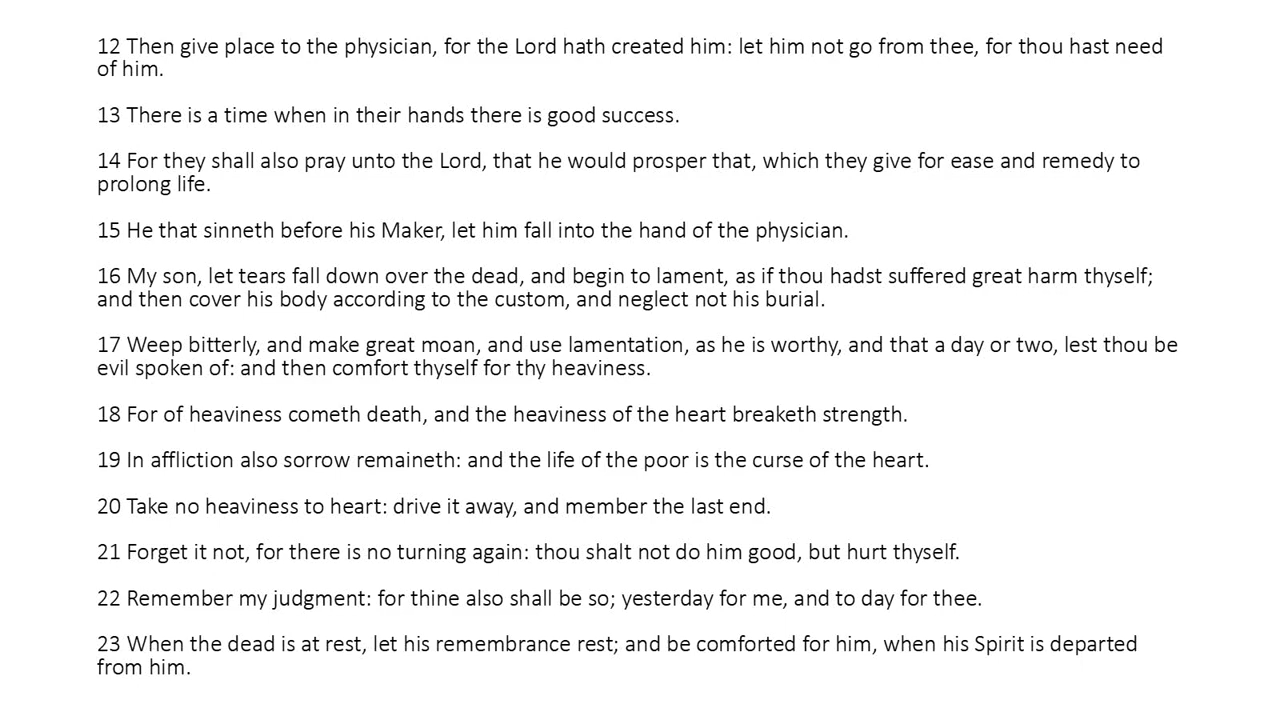 12 Then give place to the physician, for the Lord hath created him: let him not go from thee, for thou hast need
of him.
13 There is a time when in their hands there is good success.
14 For they shall also pray unto the Lord, that he would prosper that, which they give for ease and remedy to
prolong life.
15 He that sinneth before his Maker, let him fall into the hand of the physician.
16 My son, let tears fall down over the dead, and begin to lament, as if thou hadst suffered great harm thyself;
and then cover his body according to the custom, and neglect not his burial.
17 Weep bitterly, and make great moan, and use lamentation, as he is worthy, and that a day or two, lest thou be
evil spoken of: and then comfort thyself for thy heaviness.
18 For of heaviness cometh death, and the heaviness of the heart breaketh strength.
19 In affliction also sorrow remaineth: and the life of the poor is the curse of the heart.
20 Take no heaviness to heart: drive it away, and member the last end.
21 Forget it not, for there is no turning again: thou shalt not do him good, but hurt thyself.
22 Remember my judgment: for thine also shall be so; yesterday for me, and to day for thee.
23 When the dead is at rest, let his remembrance rest; and be comforted for him, when his Spirit is departed
from him.